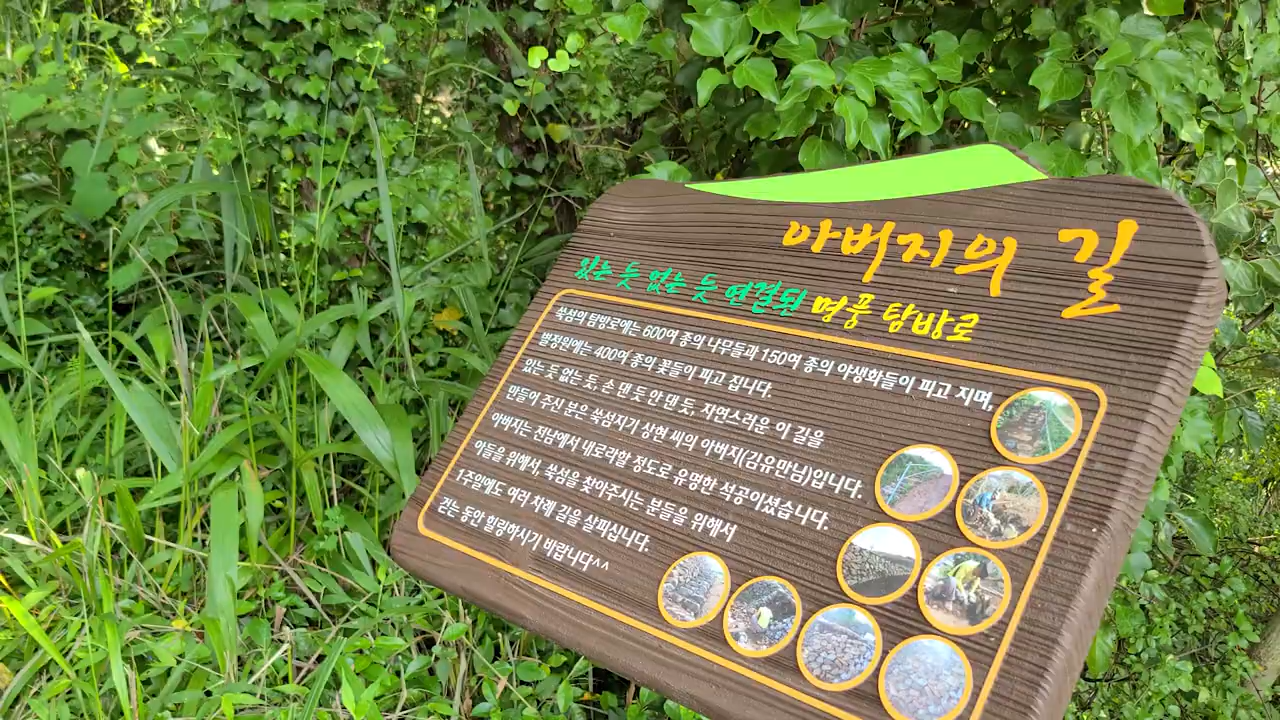 아버지의 길
있는 듯 없는 듯 연결된 명품 탐방로
쑥섬의 탐방로에는 600여 종의 나무들과 150여 종의 야생화들이 피고 지며,
별정원에는 400여 종의 꽃들이 피고 집니다.
있는 듯 없는 듯, 손 댄 듯 안 댄 듯, 자연스러운 이 길을
만들어 주신 분은 쑥섬지기 상현 씨의 아버지(김유만님)입니다.
아버지는 전남에서 내로라할 정도로 유명한 석공이셨습니다.
아들을 위해서, 쑥섬을 찾아주시는 분들을 위해서
1주일에도 여러 차례 길을 살피십니다.
걷는 동안 힐링하시기 바랍니다^^